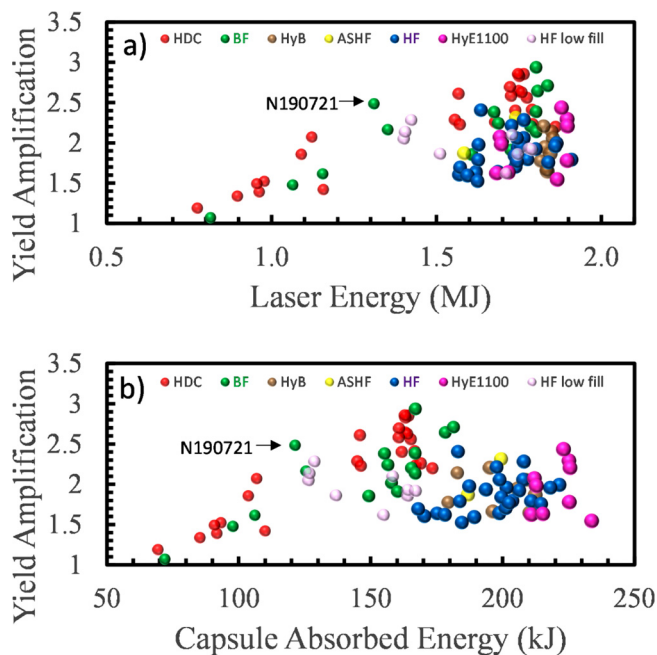 a)
HDC BF HyB ASHF HF HyE1100 HF low fill
N190721
Yield Amplification
3.5
3
2.5
2
1.5
1
0.5 1.0 1.5 2.0
Laser Energy (MJ)
b)
HDC BF HyB ASHF HF HyE1100 HF low fill
N190721
Yield Amplification
3.5
3
2.5
2
1.5
1
50 100 150 200 250
Capsule Absorbed Energy (kJ)